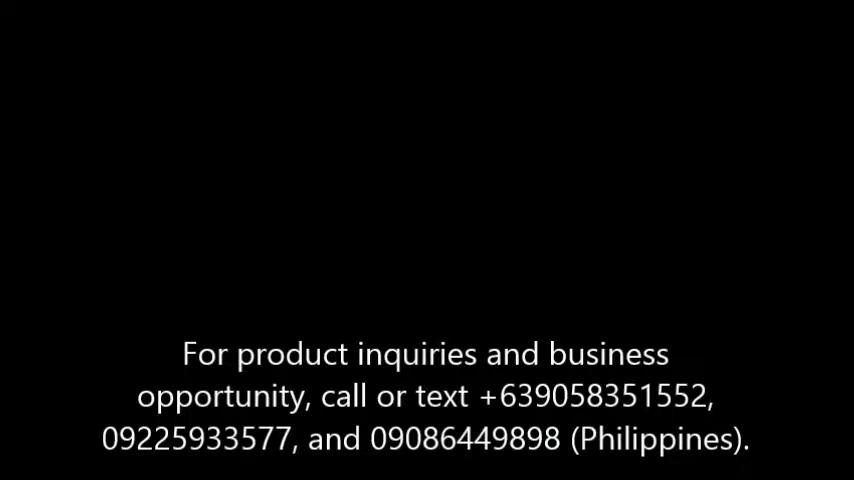 For product inquiries and business
opportunity, call or text +639058351552,
09225933577, and 09086449898 (Philippines).